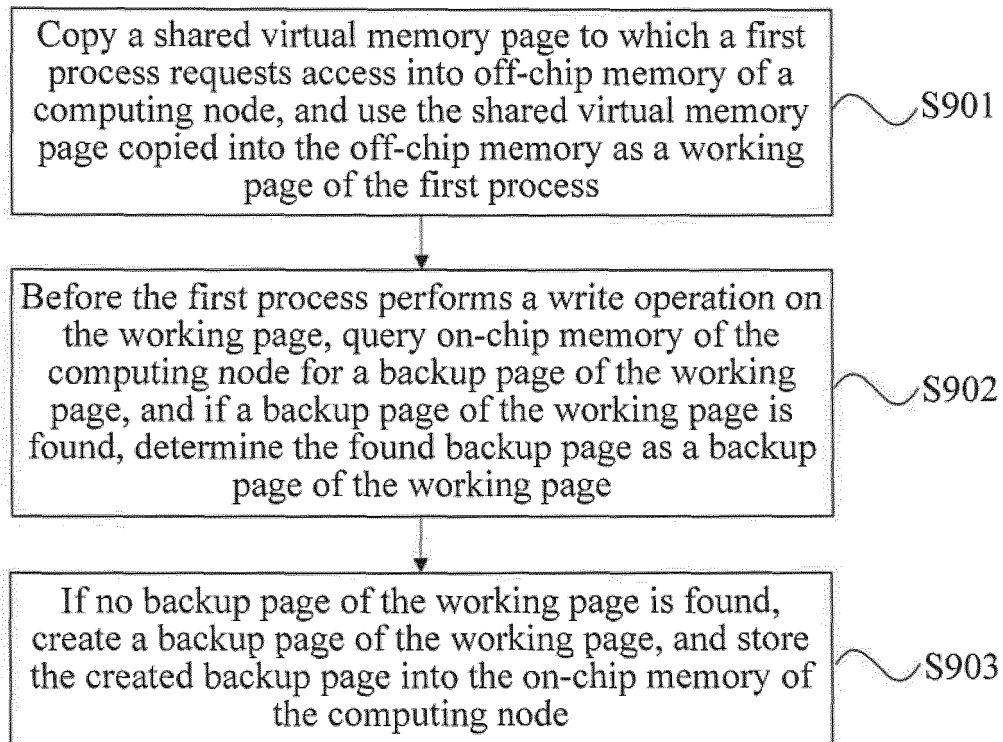 Copy a shared virtual memory page to which a first
process requests access into off-chip memory of a
computing node, and use the shared virtual memory
page copied into the off-chip memory as a working
page of the first process
S901
Before the first process performs a write operation on
the working page, query on-chip memory of the
computing node for a backup page of the working
page, and if a backup page of the working page is
found, determine the found backup page as a backup
page of the working page
S902
If no backup page of the working page is found,
create a backup page of the working page, and store
the created backup page into the on-chip memory of
the computing node
S903